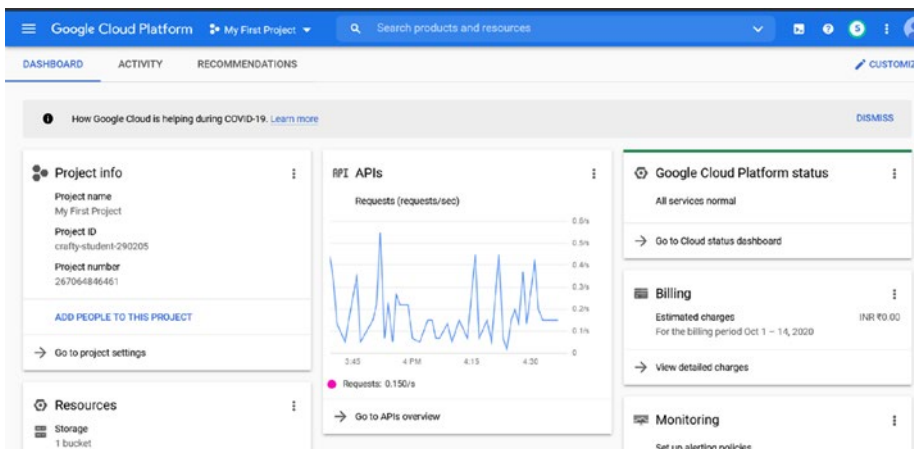 Google Cloud Platform My First Project Search products and resources S
DASHBOARD ACTIVITY RECOMMENDATIONS CUSTOMIZ
How Google Cloud is helping during COVID-19. Learn more DISMISS
Project info
Project name
My First Project
Project ID
crafty-student-290205
Project number
267064846461
ADD PEOPLE TO THIS PROJECT
Go to project settings
Resources
Storage
1 bucket
API APIs
Requests (requests/sec)
0.6/s
0.5/s
0.4/s
0.3/s
0.2/s
0.1/s
0
3:45 4 PM 4:15 4:30
Requests: 0.150/s
Go to APIs overview
Google Cloud Platform status
All services normal
Go to Cloud status dashboard
Billing
Estimated charges INR ₹0.00
For the billing period Oct 1 – 14, 2020
View detailed charges
Monitoring
Set up alerting policies